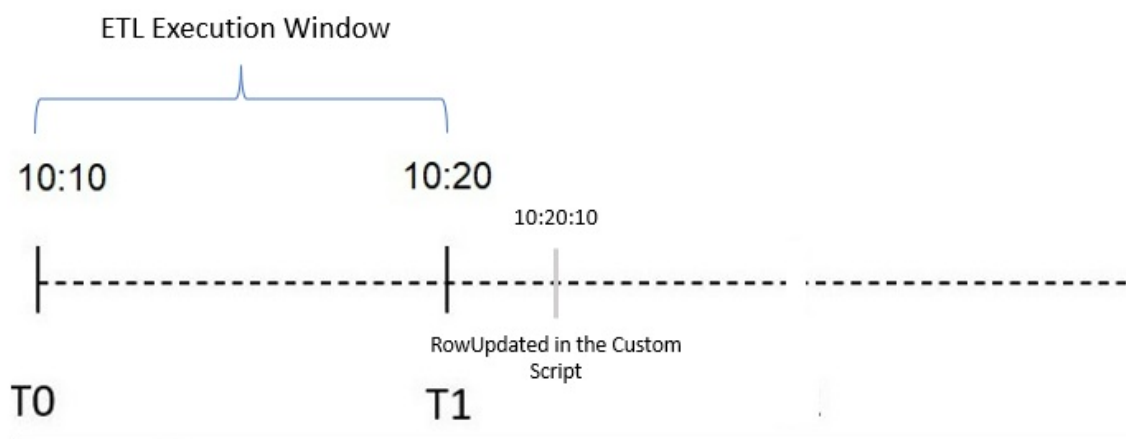 ETL Execution Window
10:10
10:20
10:20:10
RowUpdated in the Custom
Script
T0
T1